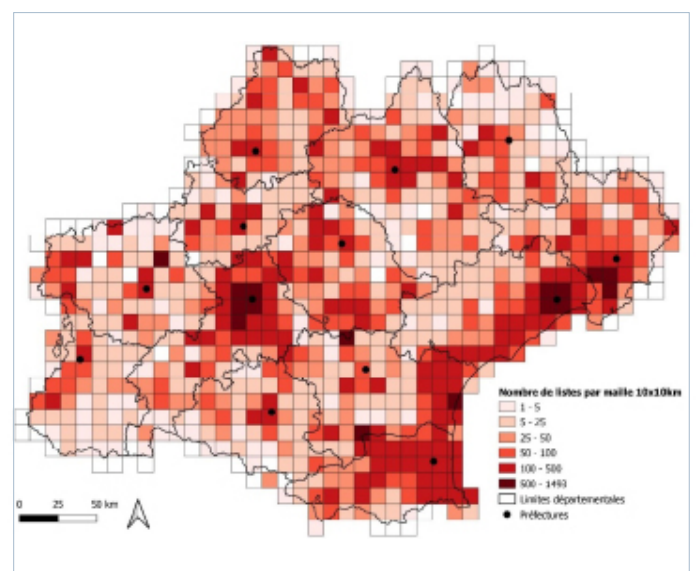 Nombre de listes par maille 10x10km
1 - 5
5 - 25
25 - 50
50 - 100
100 - 500
500 - 1493
Limites départementales
Préfectures
0 25 50 km